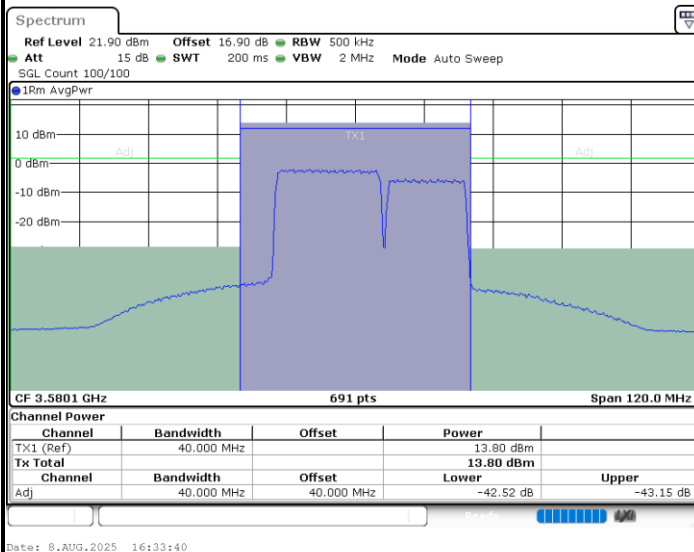 Spectrum
Ref Level 21.90 dBm Offset 16.90 dB RBW 500 kHz
Att 15 dB SWT 200 ms VBW 2 MHz Mode Auto Sweep
SGL Count 100/100
1Rm AvgPwr
10 dBm
TX1
Adj Adj
0 dBm
-10 dBm
-20 dBm
CF 3.5801 GHz 691 pts Span 120.0 MHz
Channel Power
Channel Bandwidth Offset Power
TX1 (Ref) 40.000 MHz 13.80 dBm
Tx Total 13.80 dBm
Channel Bandwidth Offset Lower Upper
Adj 40.000 MHz 40.000 MHz -42.52 dB -43.15 dB
Ready
Date: 8.AUG.2025 16:33:40